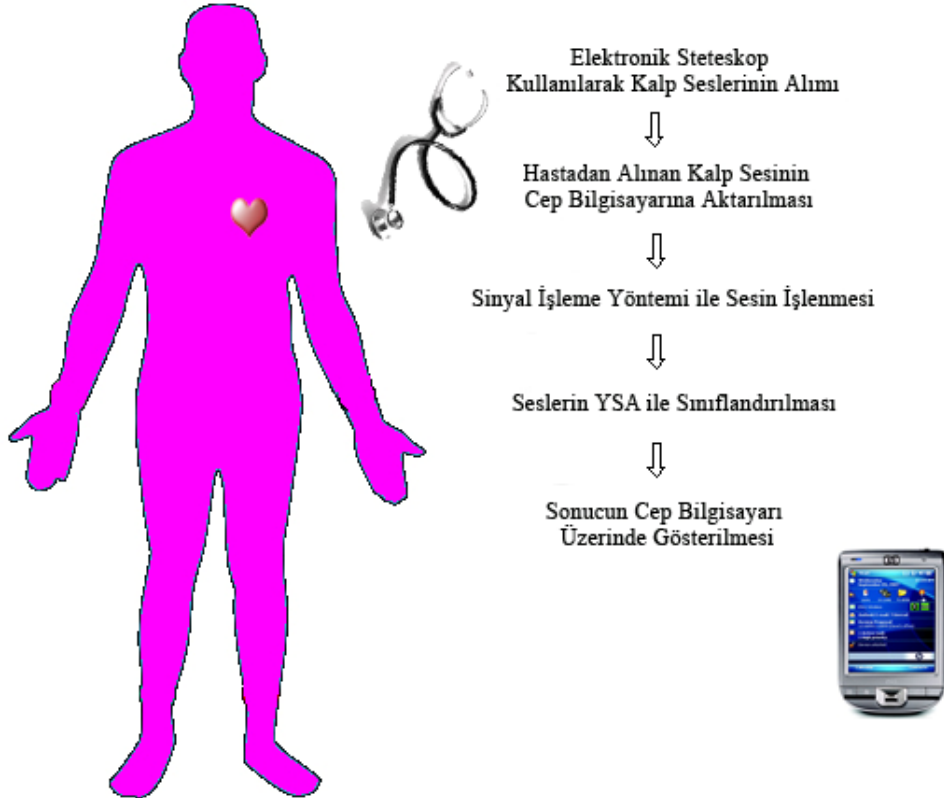 Elektronik Steteskop
Kullanılarak Kalp Seslerinin Alımı
Hastadan Alınan Kalp Sesinin
Cep Bilgisayarına Aktarılması
Sinyal İşleme Yöntemi ile Sesin İşlenmesi
Seslerin YSA ile Sınıflandırılması
Sonucun Cep Bilgisayarı
Üzerinde Gösterilmesi